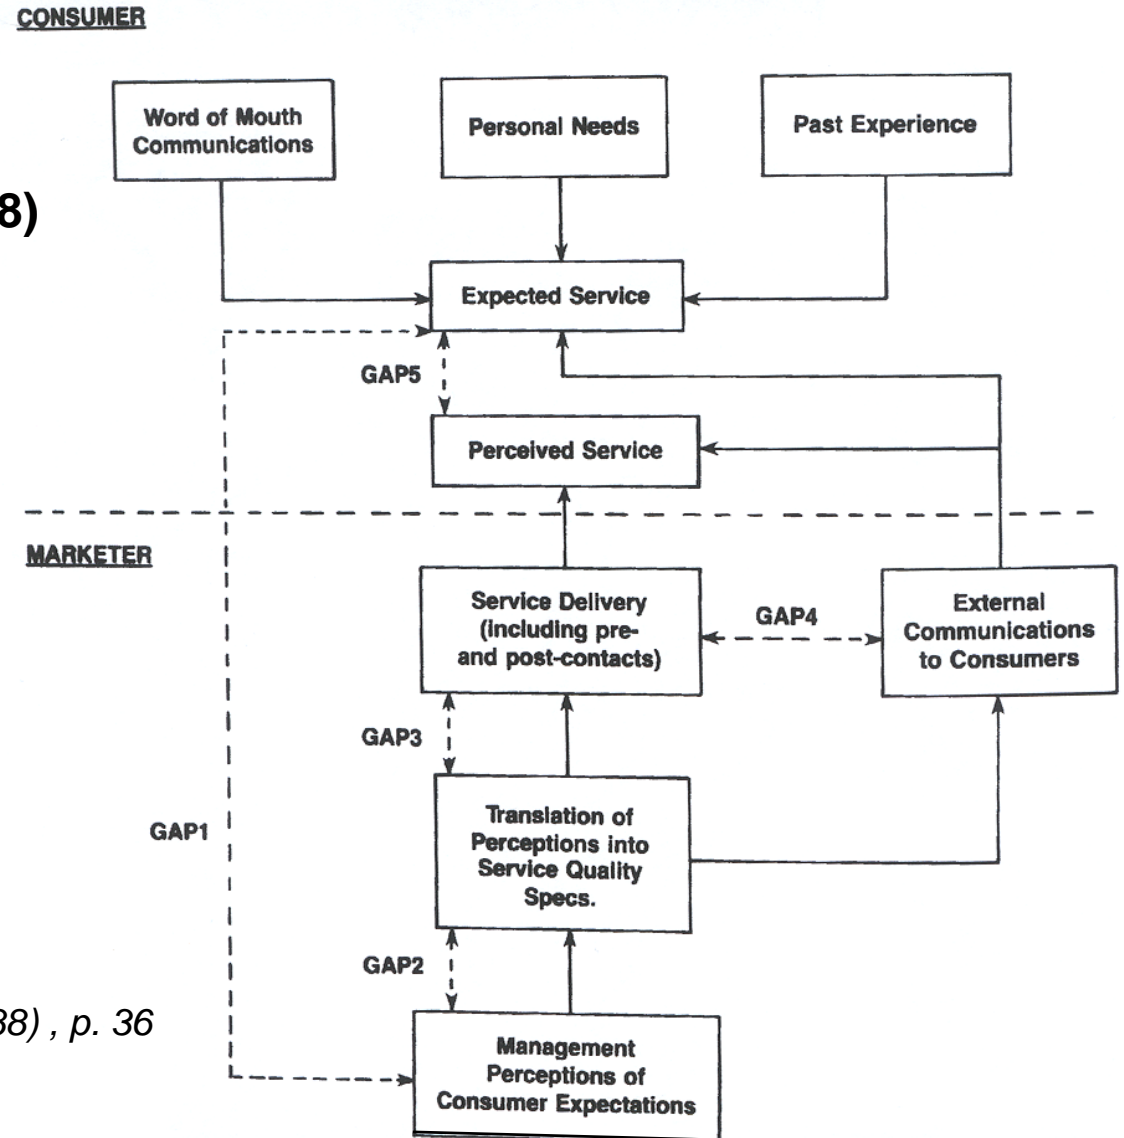 CONSUMER
Word of Mouth
Communications
Personal Needs
Past Experience
8)
Expected Service
GAP5
Perceived Service
MARKETER
Service Delivery
(including pre-
and post-contacts)
GAP4
External
Communications
to Consumers
GAP3
Translation of
Perceptions into
Service Quality
Specs.
GAP1
GAP2
88) , p. 36
Management
Perceptions of
Consumer Expectations